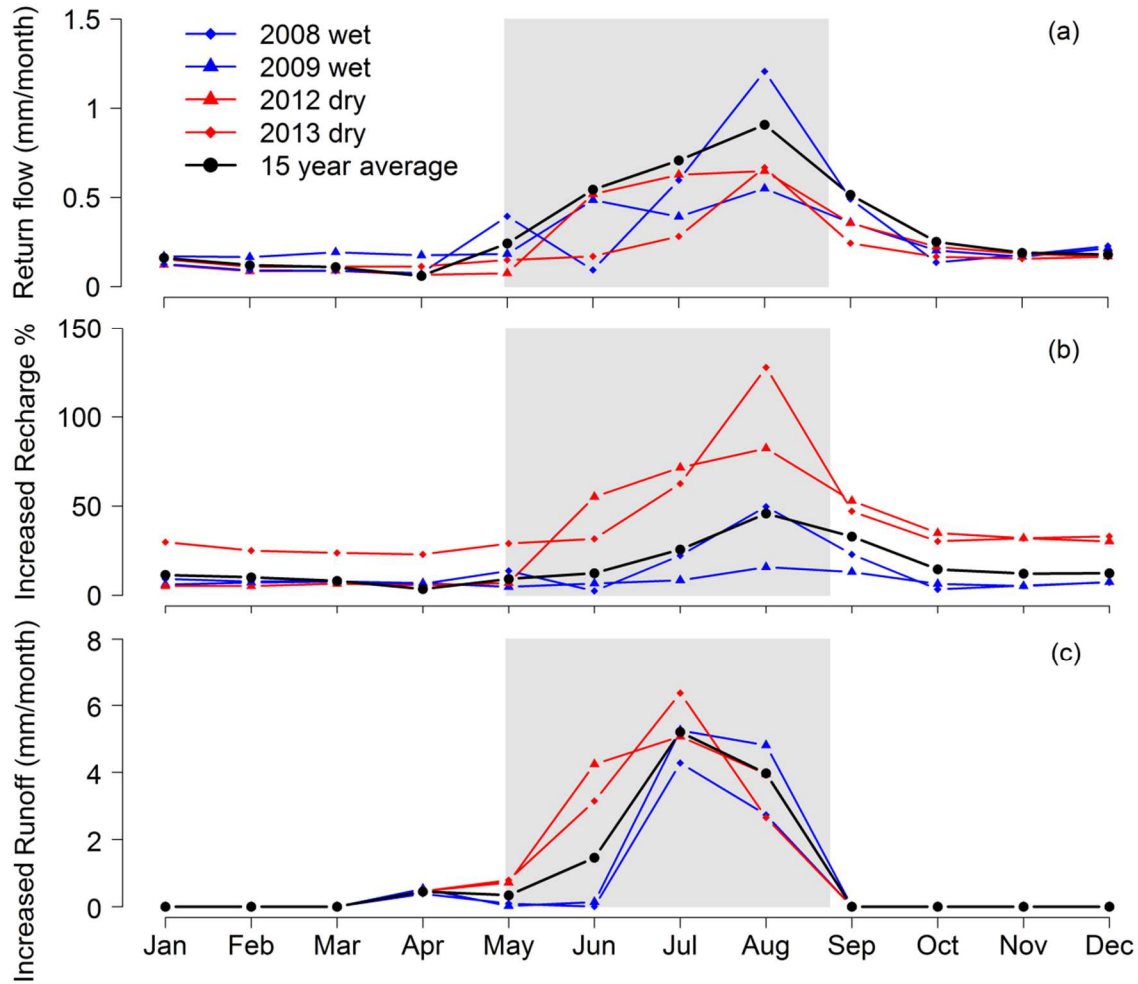 Return flow (mm/month)
1.5
1
0.5
0
2008 wet
2009 wet
2012 dry
2013 dry
15 year average
(a)
Increased Recharge %
150
100
50
0
(b)
Increased Runoff (mm/month)
8
6
4
2
0
(c)
Jan Feb Mar Apr May Jun Jul Aug Sep Oct Nov Dec